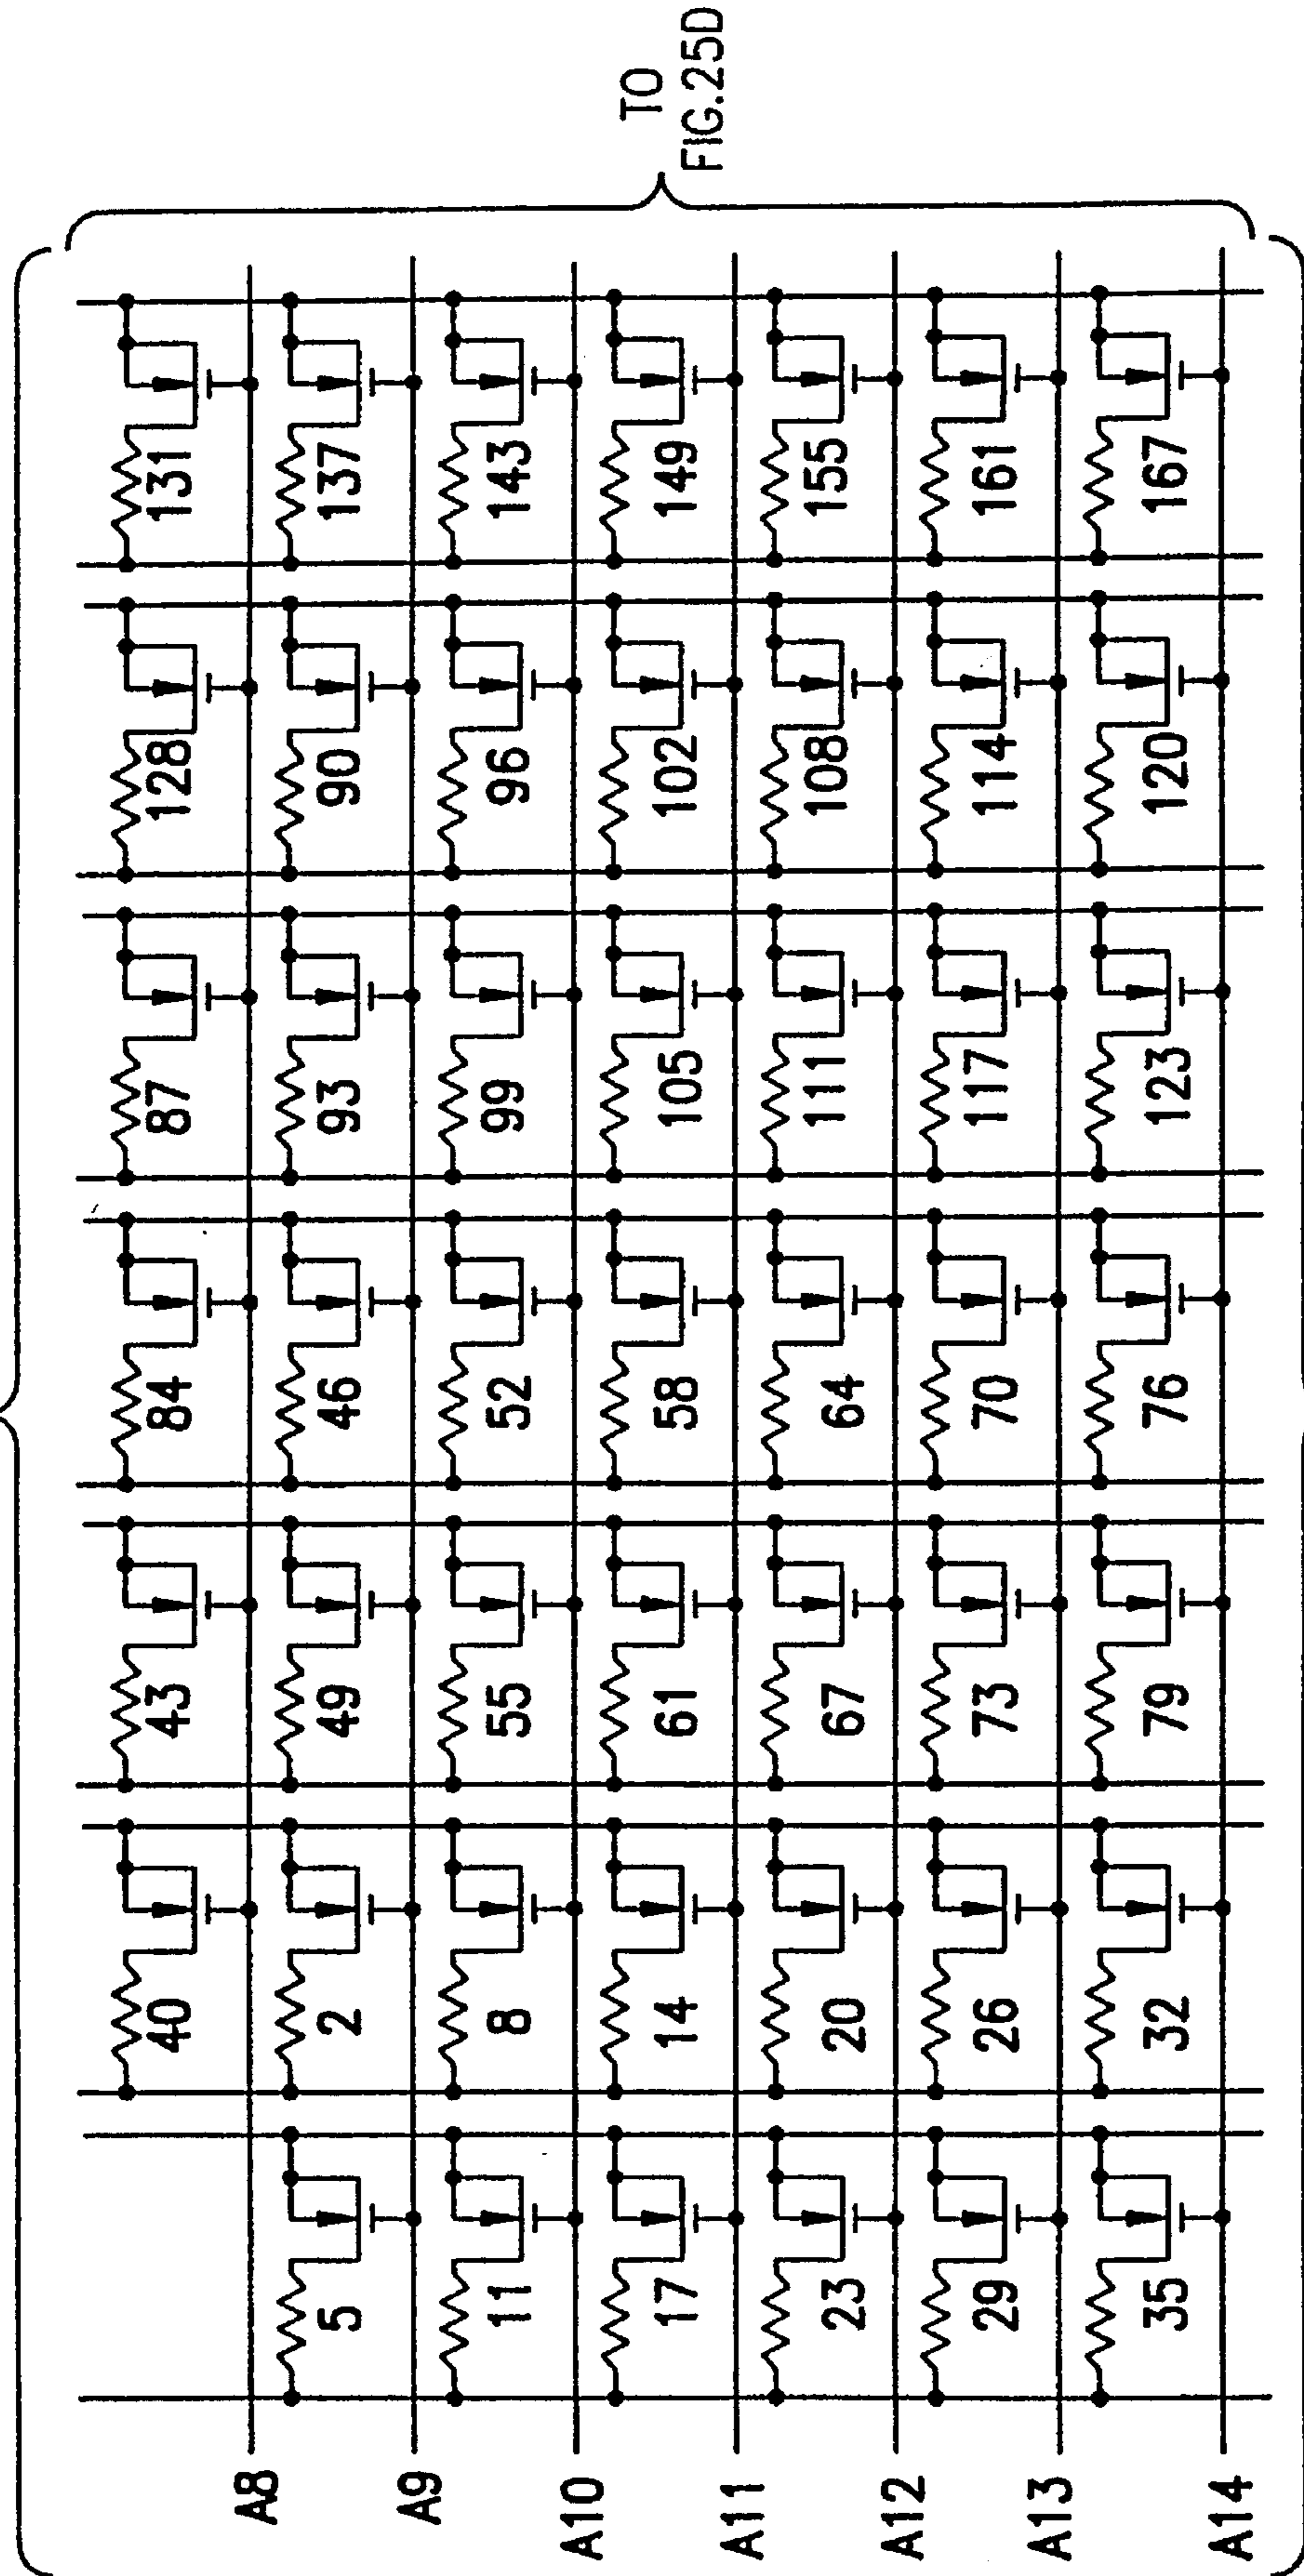 40 43 84 87 128 131
A8
5 2 49 46 93 90 137
A9
11 8 55 52 99 96 143
A10
17 14 61 58 105 102 149
A11
23 20 67 64 111 108 155
A12
29 26 73 70 117 114 161
A13
35 32 79 76 123 120 167
A14
TO
FIG.25D